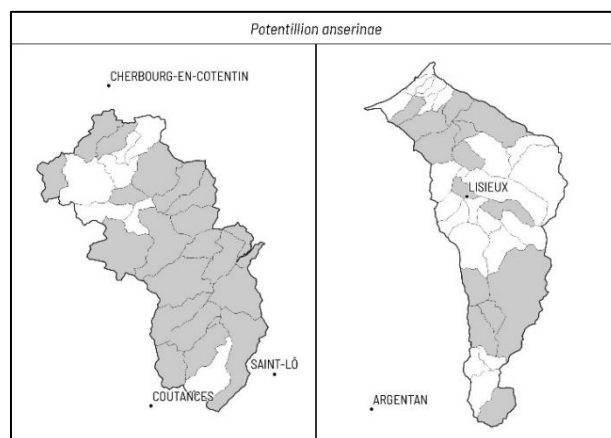 Potentillion anserinae
CHERBOURG-EN-COTENTIN
SAINT-LÔ
COUTANCES
LISIEUX
ARGENTAN